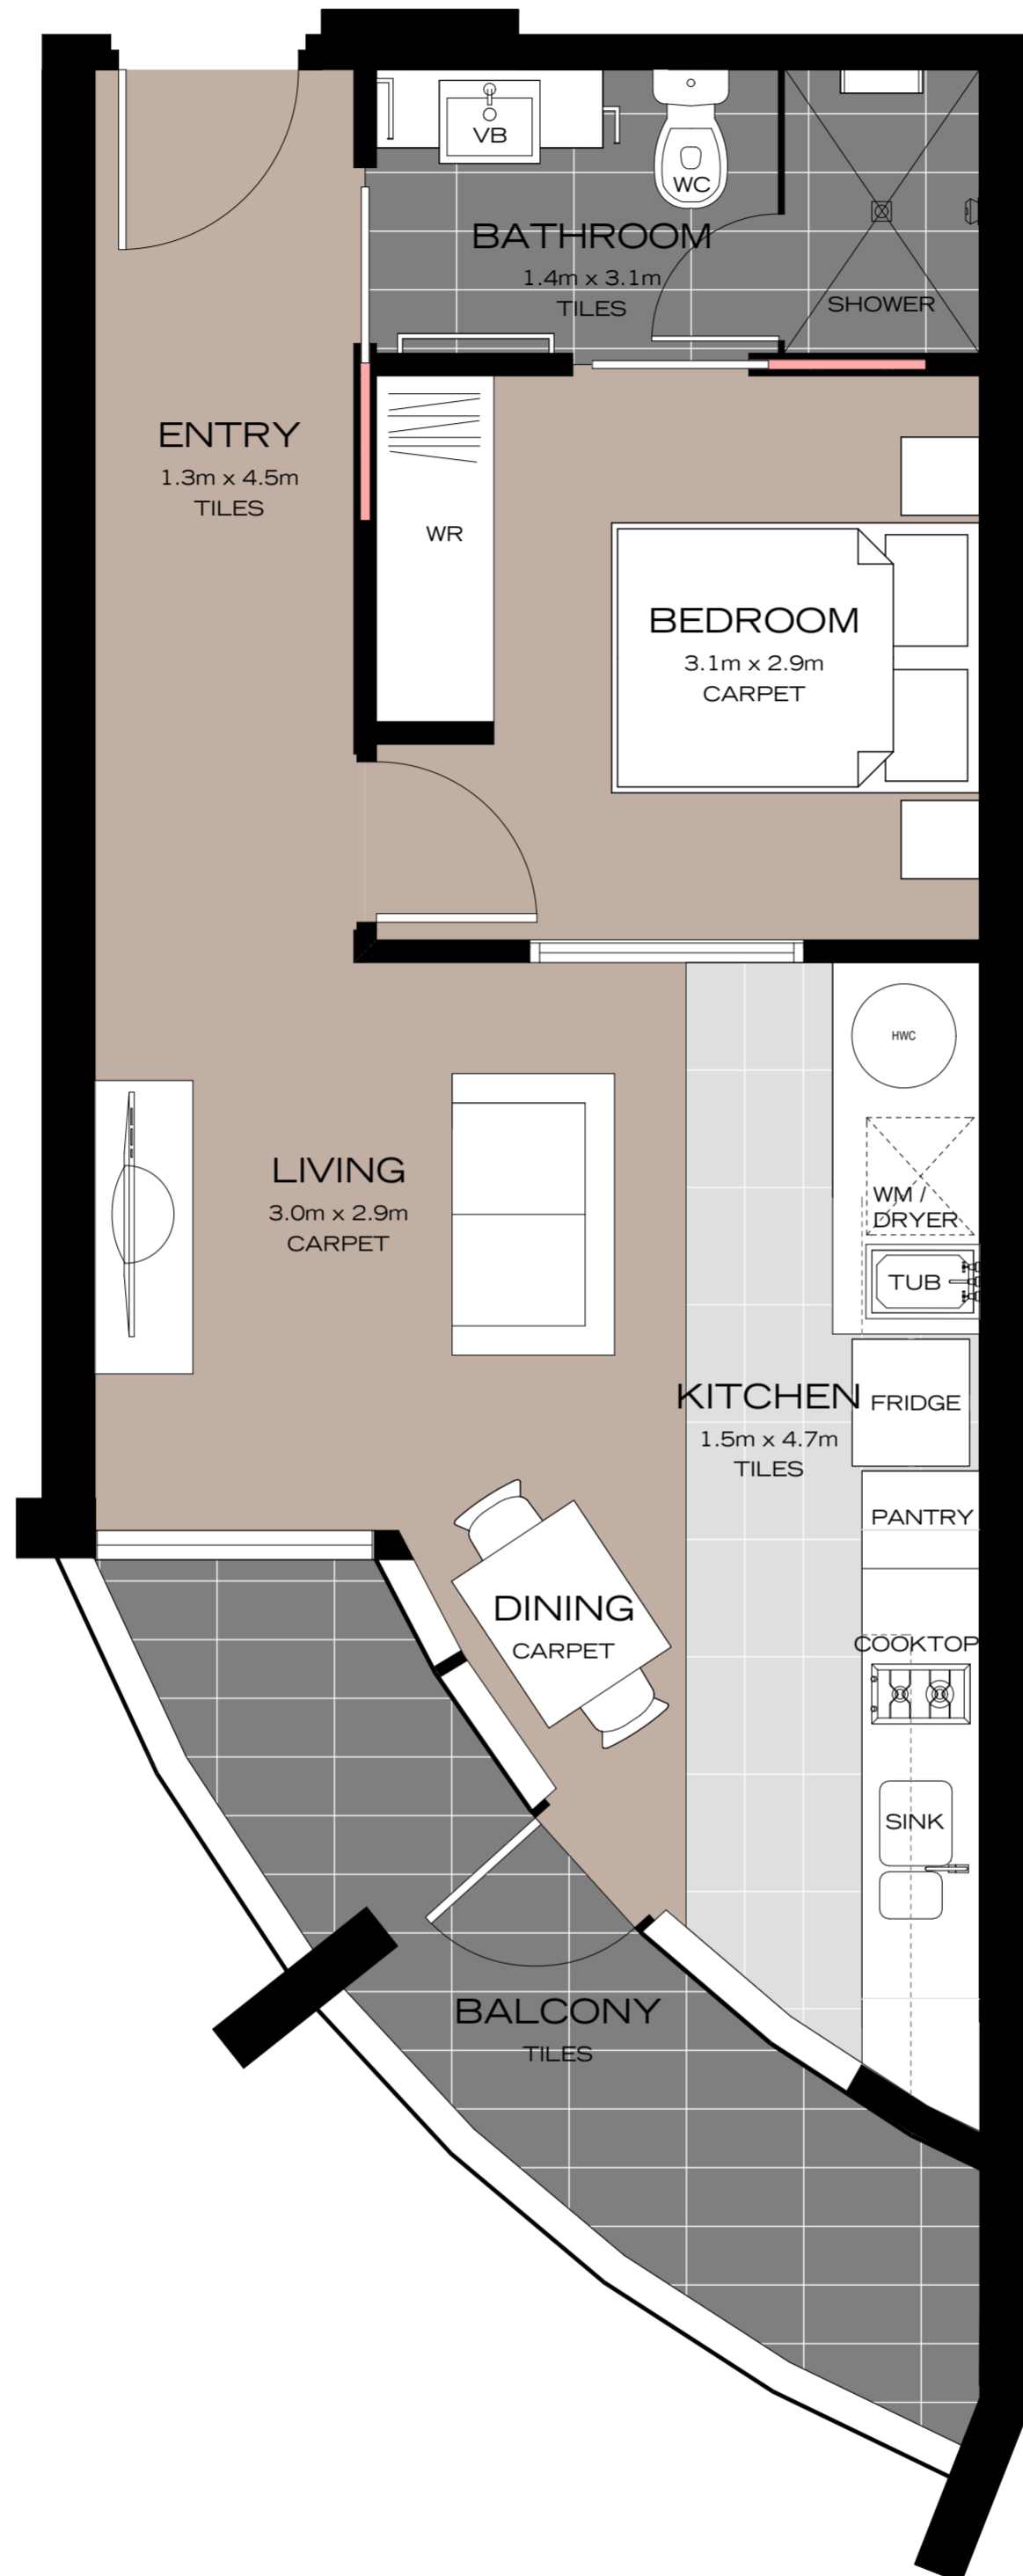 VB
WC
BATHROOM
1.4m x 3.1m
TILES
SHOWER
ENTRY
1.3m x 4.5m
TILES
WR
BEDROOM
3.1m x 2.9m
CARPET
HWC
LIVING
3.0m x 2.9m
CARPET
WM /
DRYER
TUB
KITCHEN
1.5m x 4.7m
TILES
FRIDGE
PANTRY
DINING
CARPET
COOKTOP
SINK
BALCONY
TILES